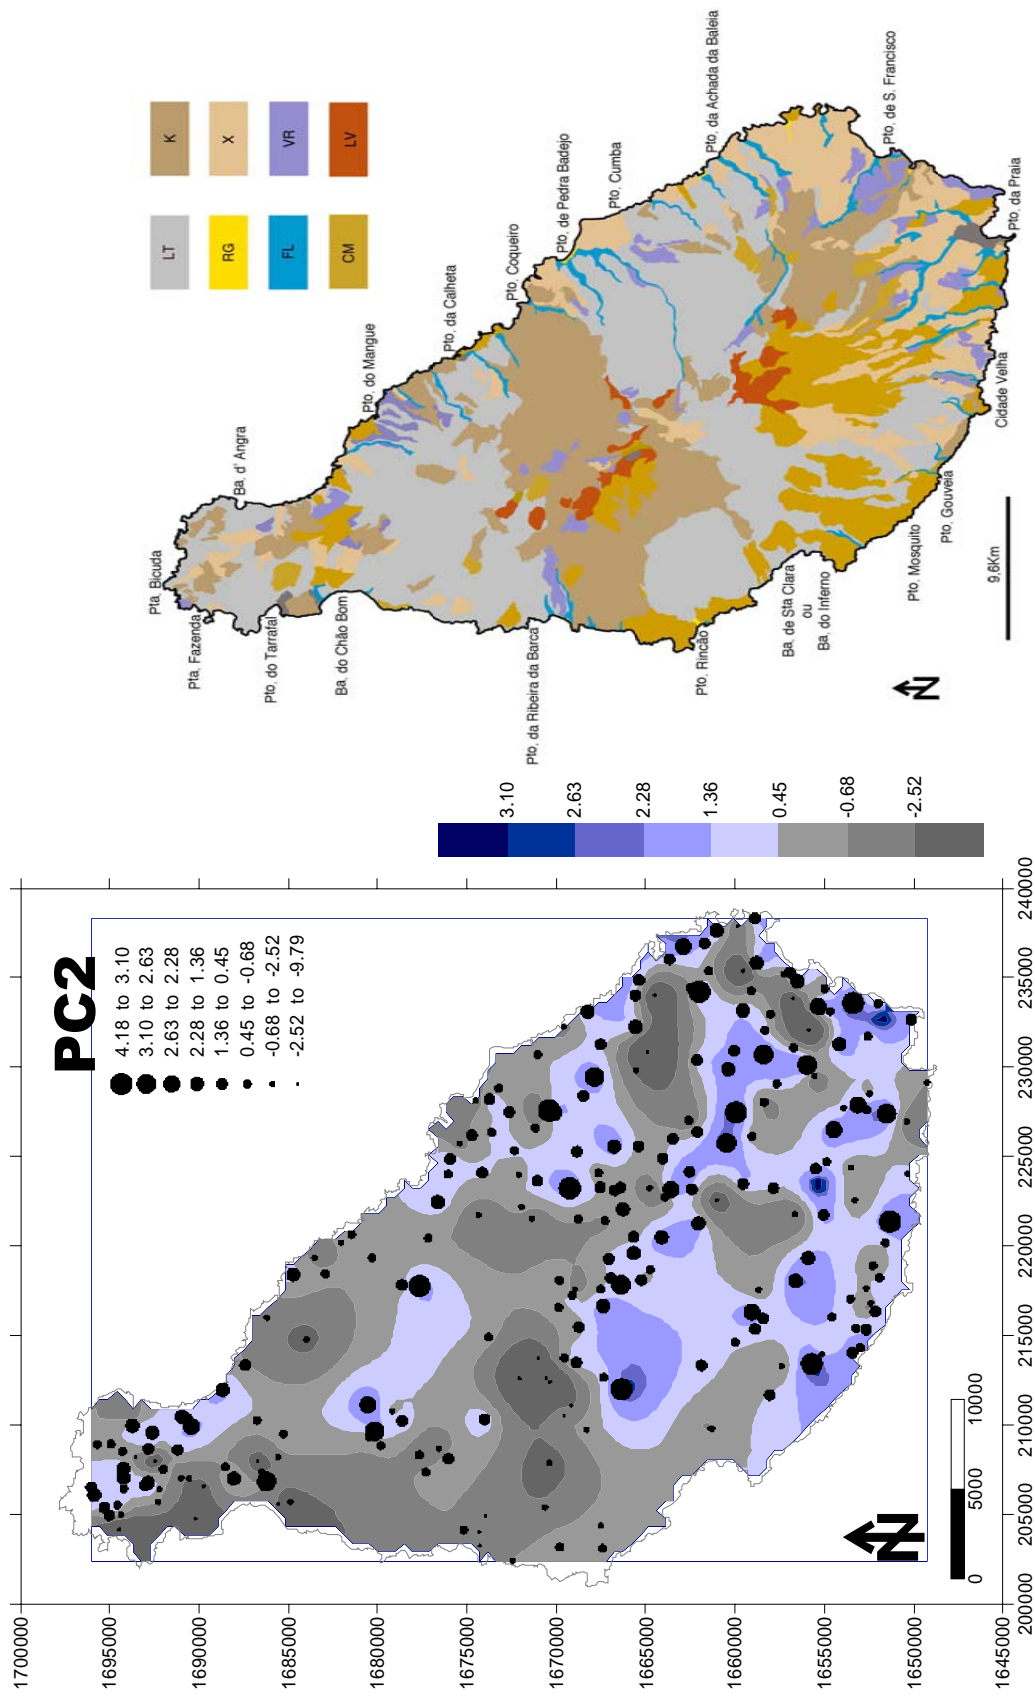 K
X
VR
LV
LT
RG
FL
CM
Pta. Bicuda
Pta. Fazenda
Ba. d' Angra
Pto. do Tarrafal
Ba. do Chão Bom
Pto. do Mangue
Pto. da Calheta
Pto. Coqueiro
Pto. de Pedra Badejo
Pto. Cumba
Pto. da Achada da Baleia
Pto. de S. Francisco
Pto. da Praia
Cidade Velha
Pto. Gouveia
Pto. Mosquito
Ba. de Sta Clara
ou
Ba. do Inferno
Pto. Rincão
Pto. da Ribeira da Barca
9,6Km
N
PC2
4.18 to 3.10
3.10 to 2.63
2.63 to 2.28
2.28 to 1.36
1.36 to 0.45
0.45 to -0.68
-0.68 to -2.52
-2.52 to -9.79
3.10
2.63
2.28
1.36
0.45
-0.68
-2.52
1700000
1695000
1690000
1685000
1680000
1675000
1670000
1665000
1660000
1655000
1650000
1645000
200000
205000
210000
215000
220000
225000
230000
235000
240000
N
0
5000
10000